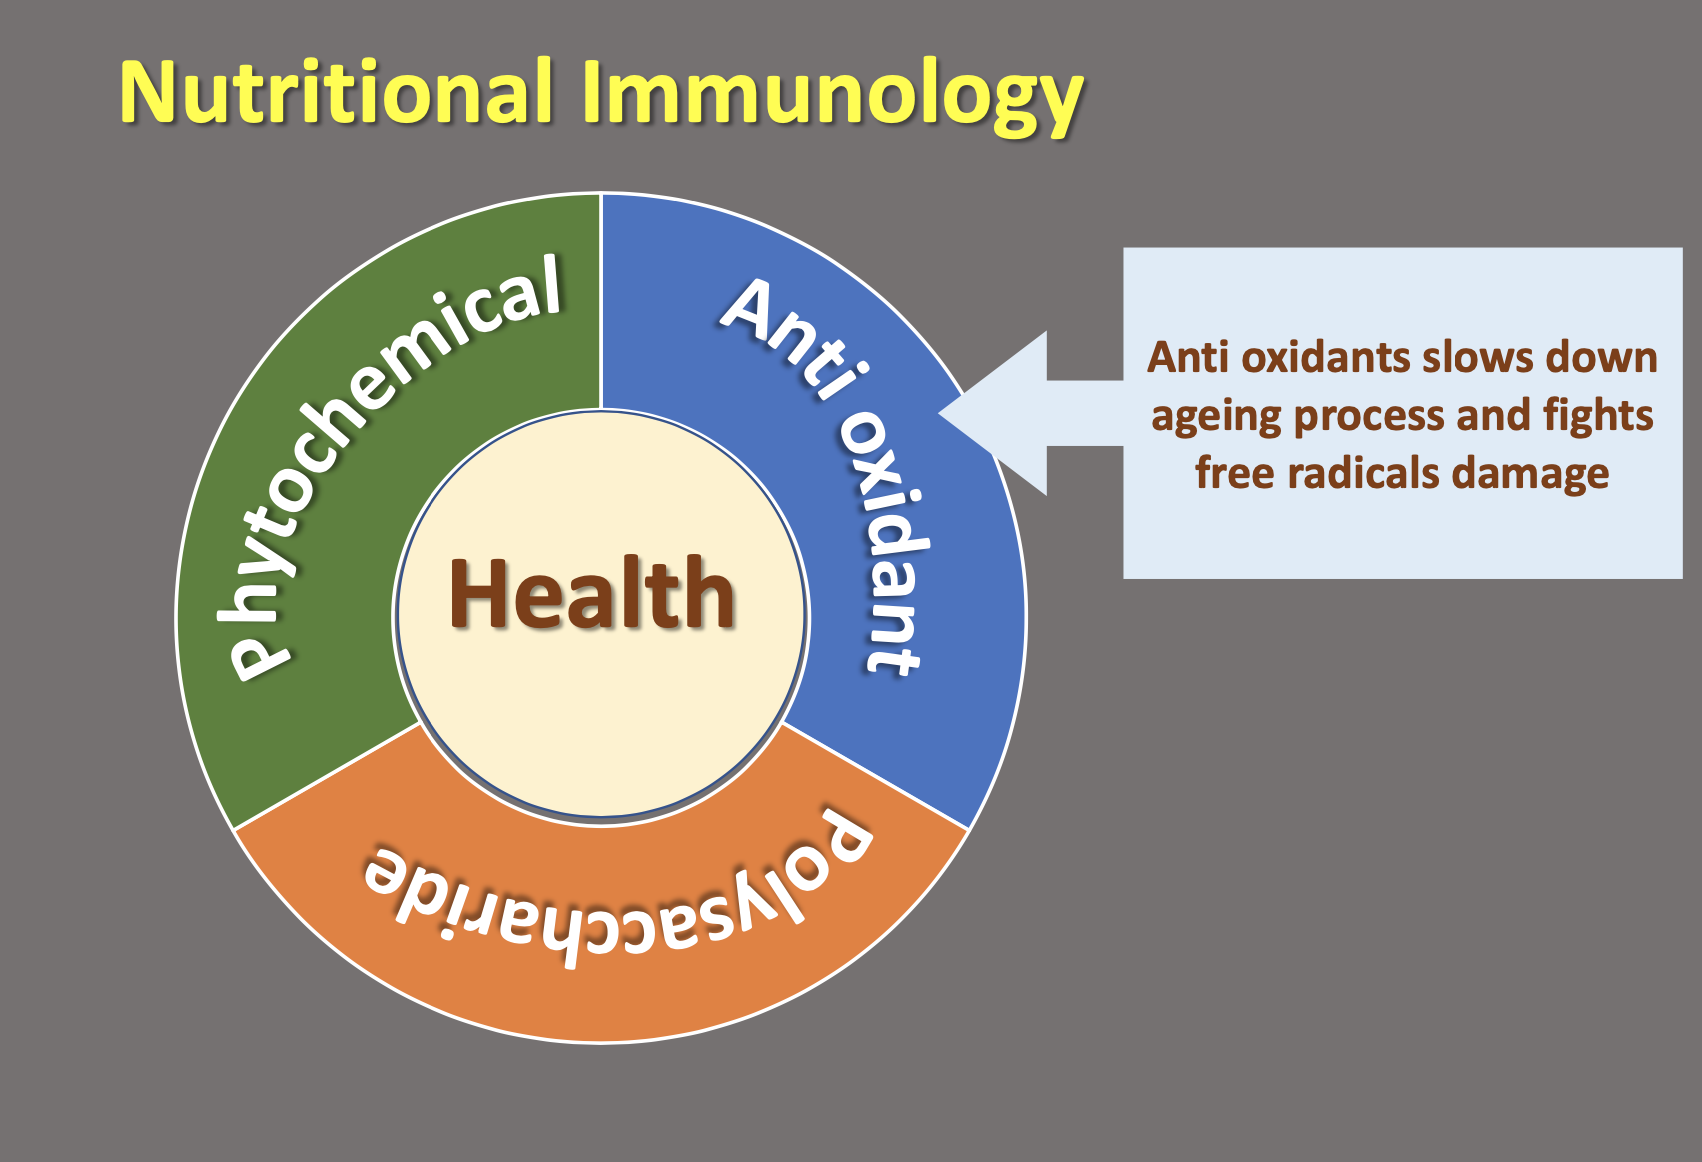 Nutritional Immunology
Phytochemical
Anti oxidant
Polysaccharide
Health
Anti oxidants slows down
ageing process and fights
free radicals damage